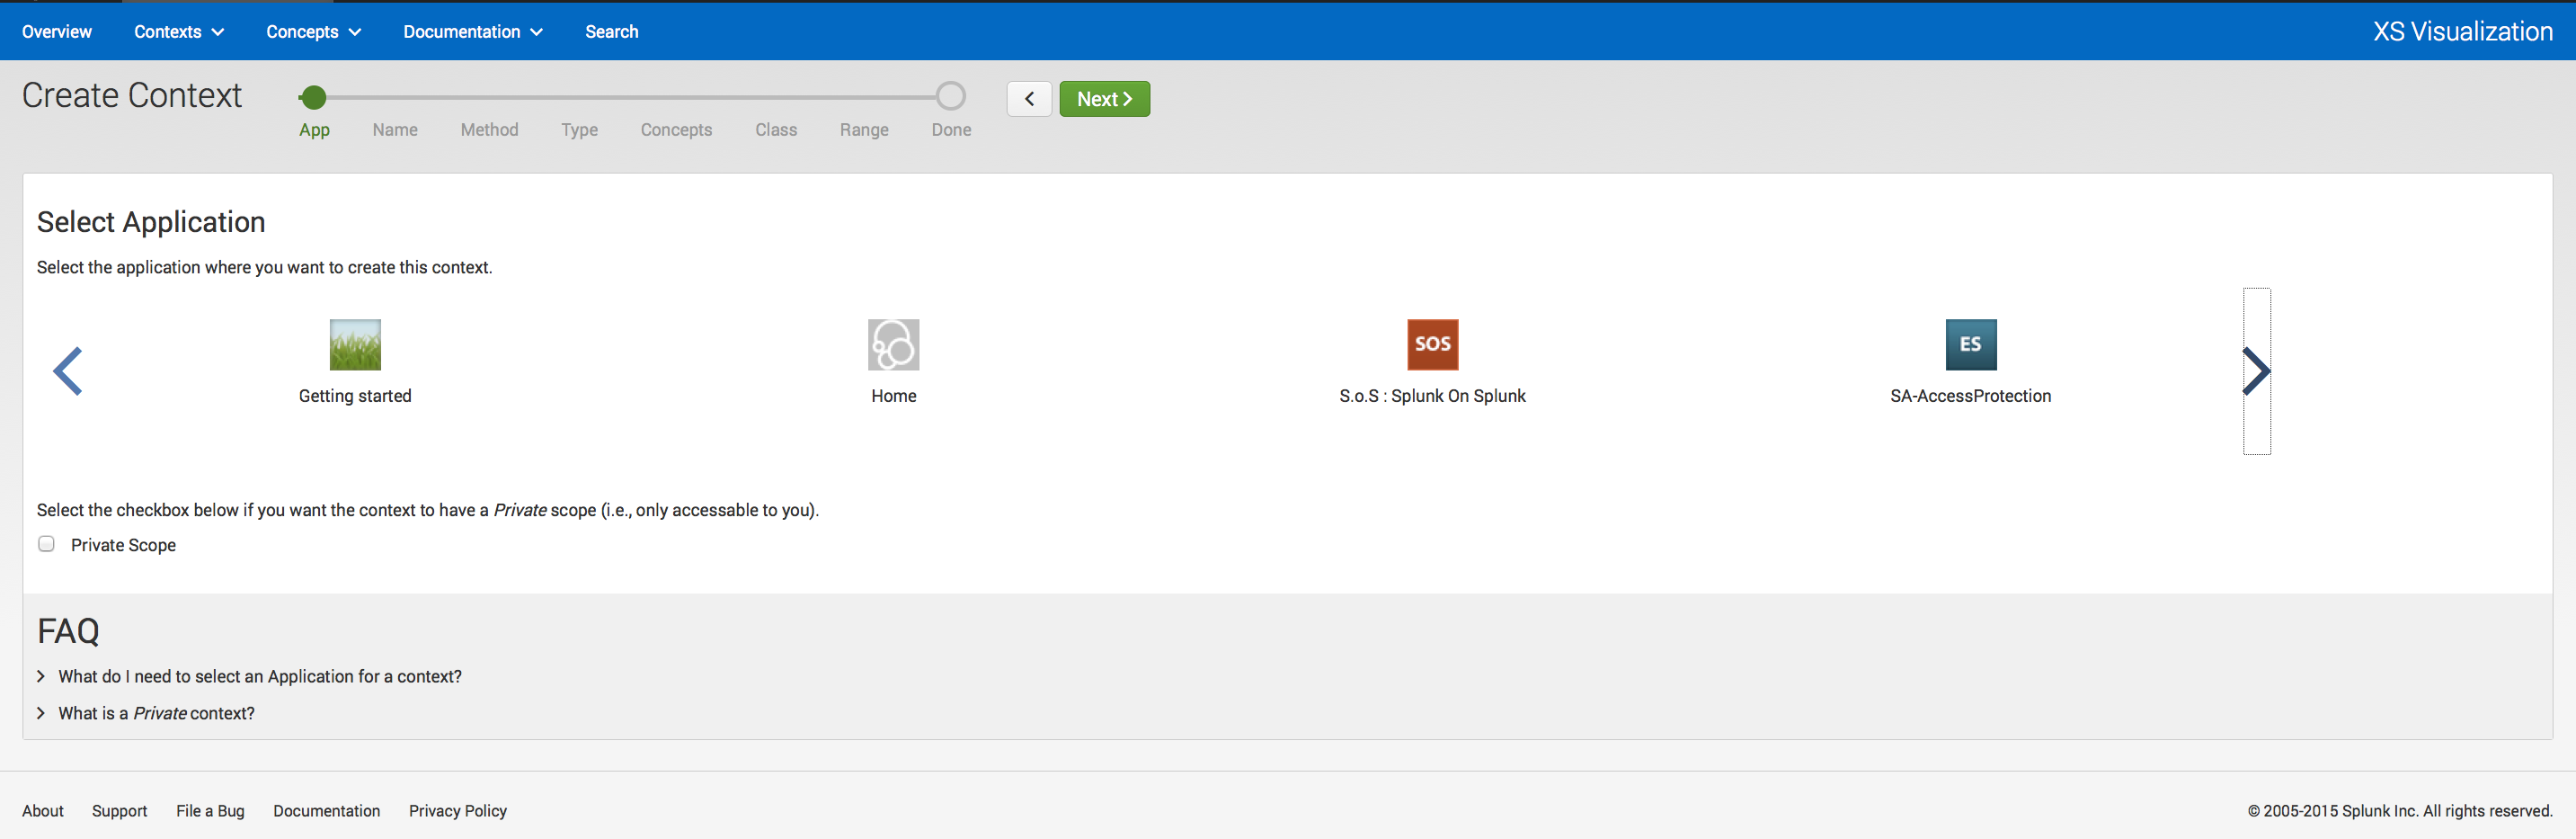 Overview Contexts Concepts Documentation Search XS Visualization
Create Context
Next
App Name Method Type Concepts Class Range Done
Select Application
Select the application where you want to create this context.
SOS ES
Getting started Home S.o.S : Splunk On Splunk SA-AccessProtection
Select the checkbox below if you want the context to have a Private scope (i.e., only accessable to you).
Private Scope
FAQ
What do I need to select an Application for a context?
What is a Private context?
About Support File a Bug Documentation Privacy Policy © 2005-2015 Splunk Inc. All rights reserved.